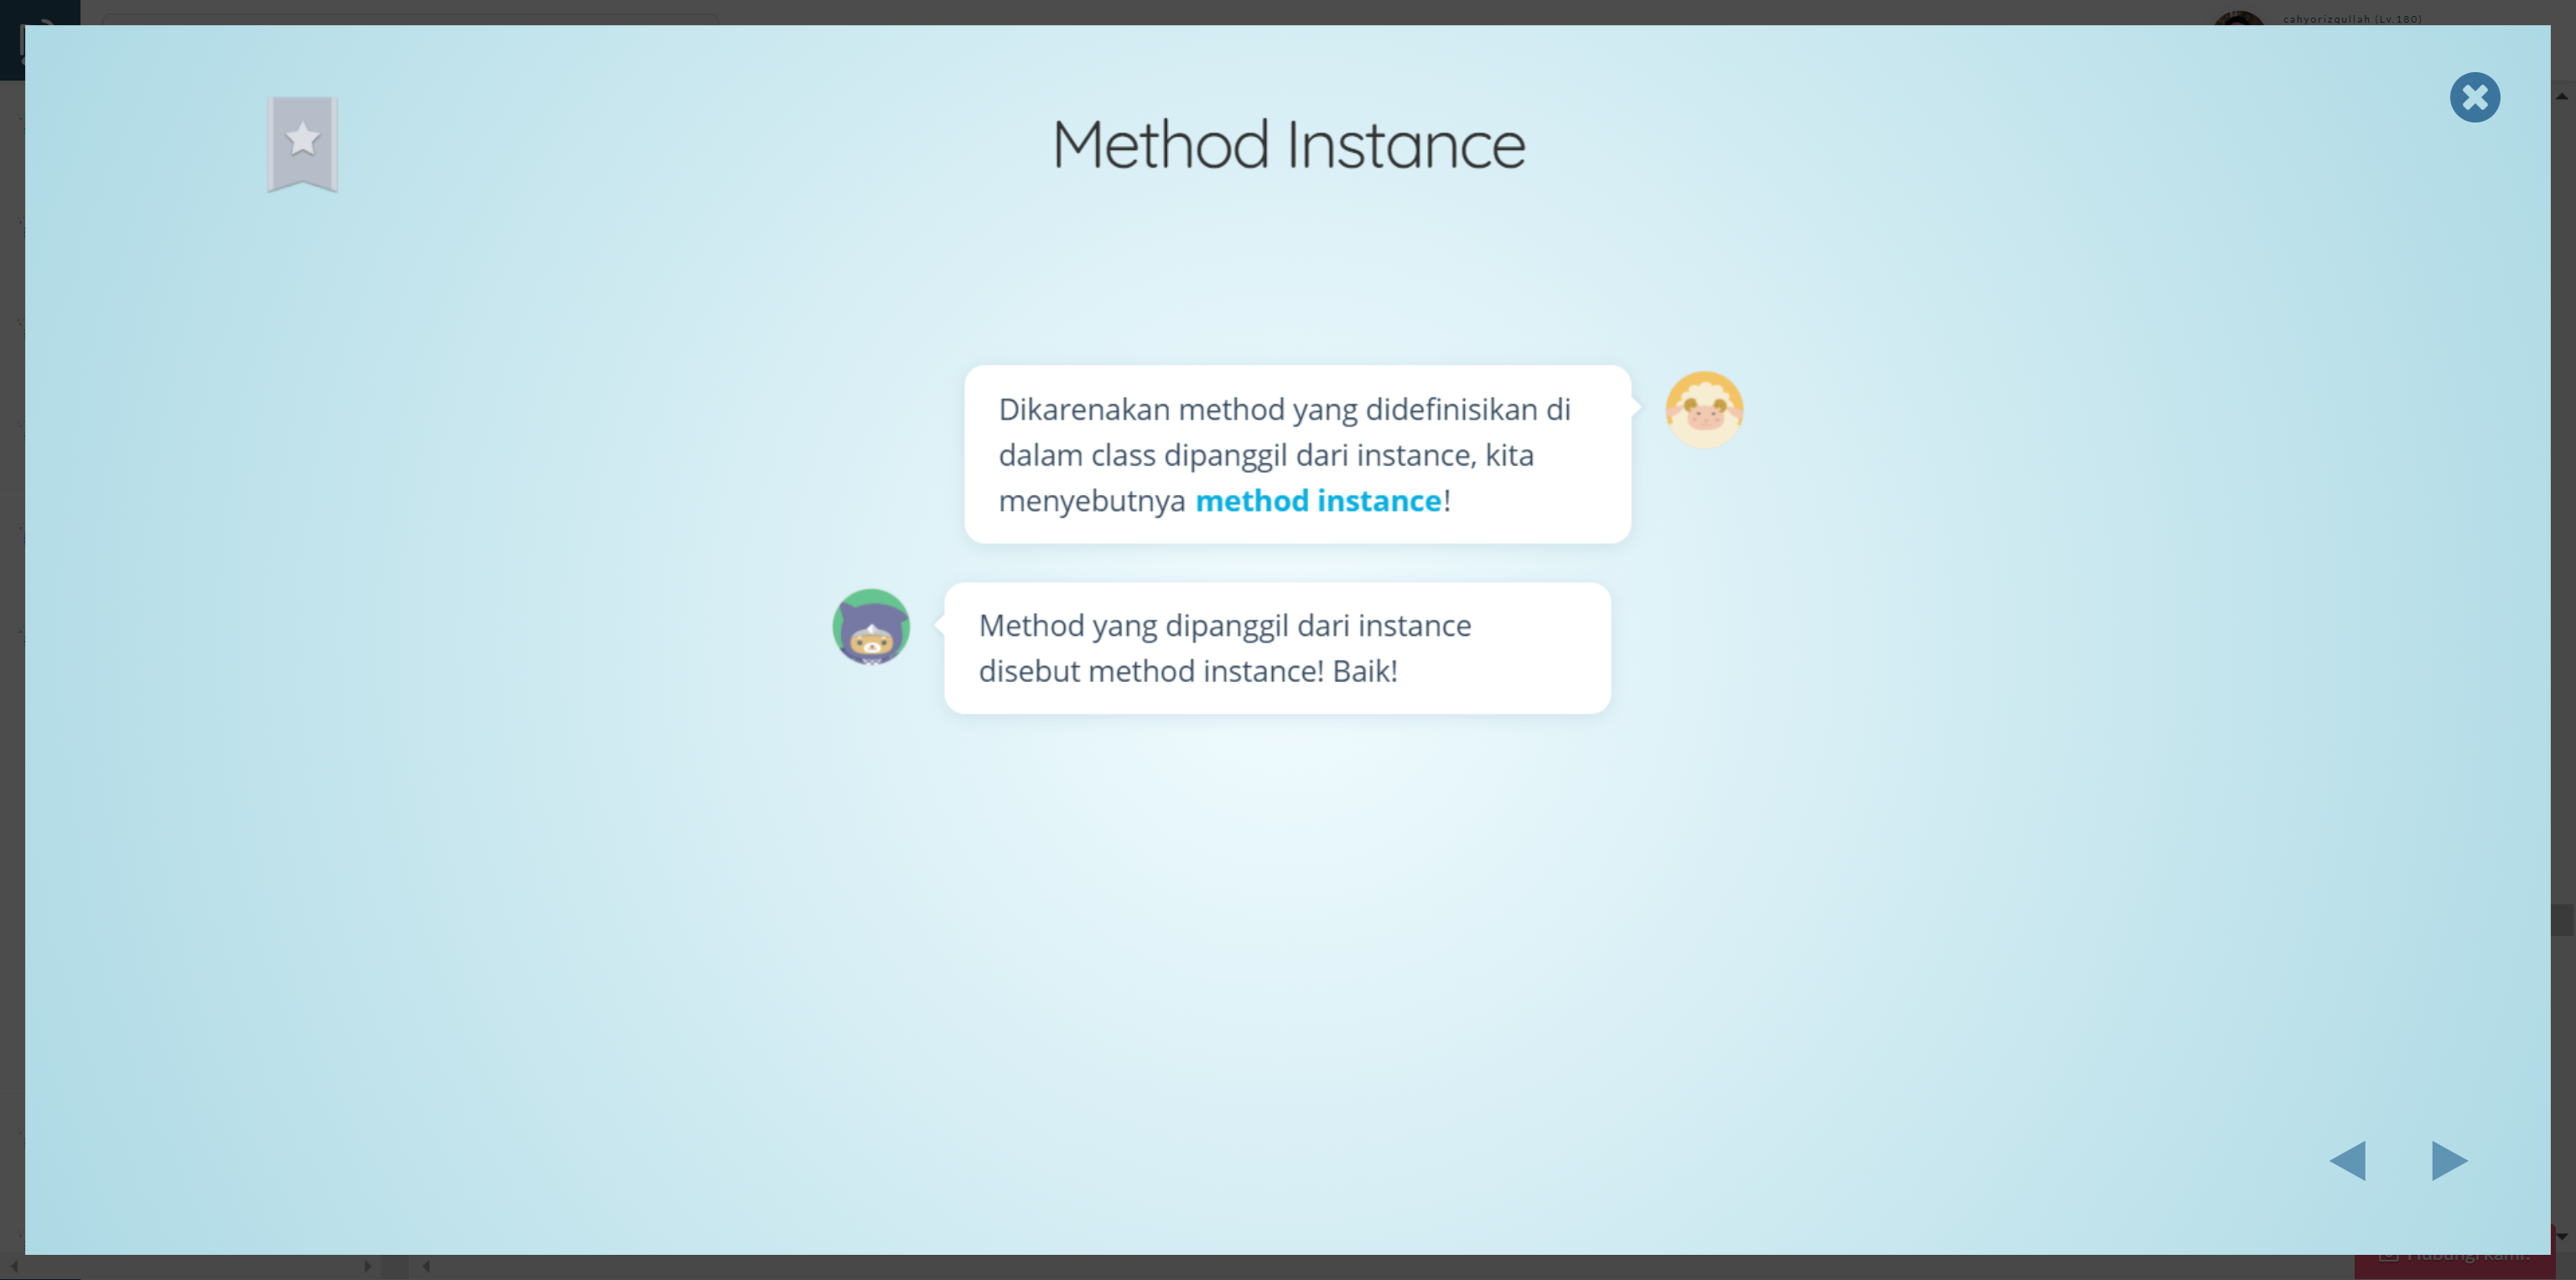 cahyorizqullah (Lv.180)
Method Instance
Dikarenakan method yang didefinisikan di
dalam class dipanggil dari instance, kita
menyebutnya method instance!
Method yang dipanggil dari instance
disebut method instance! Baik!
Hubungi kami.